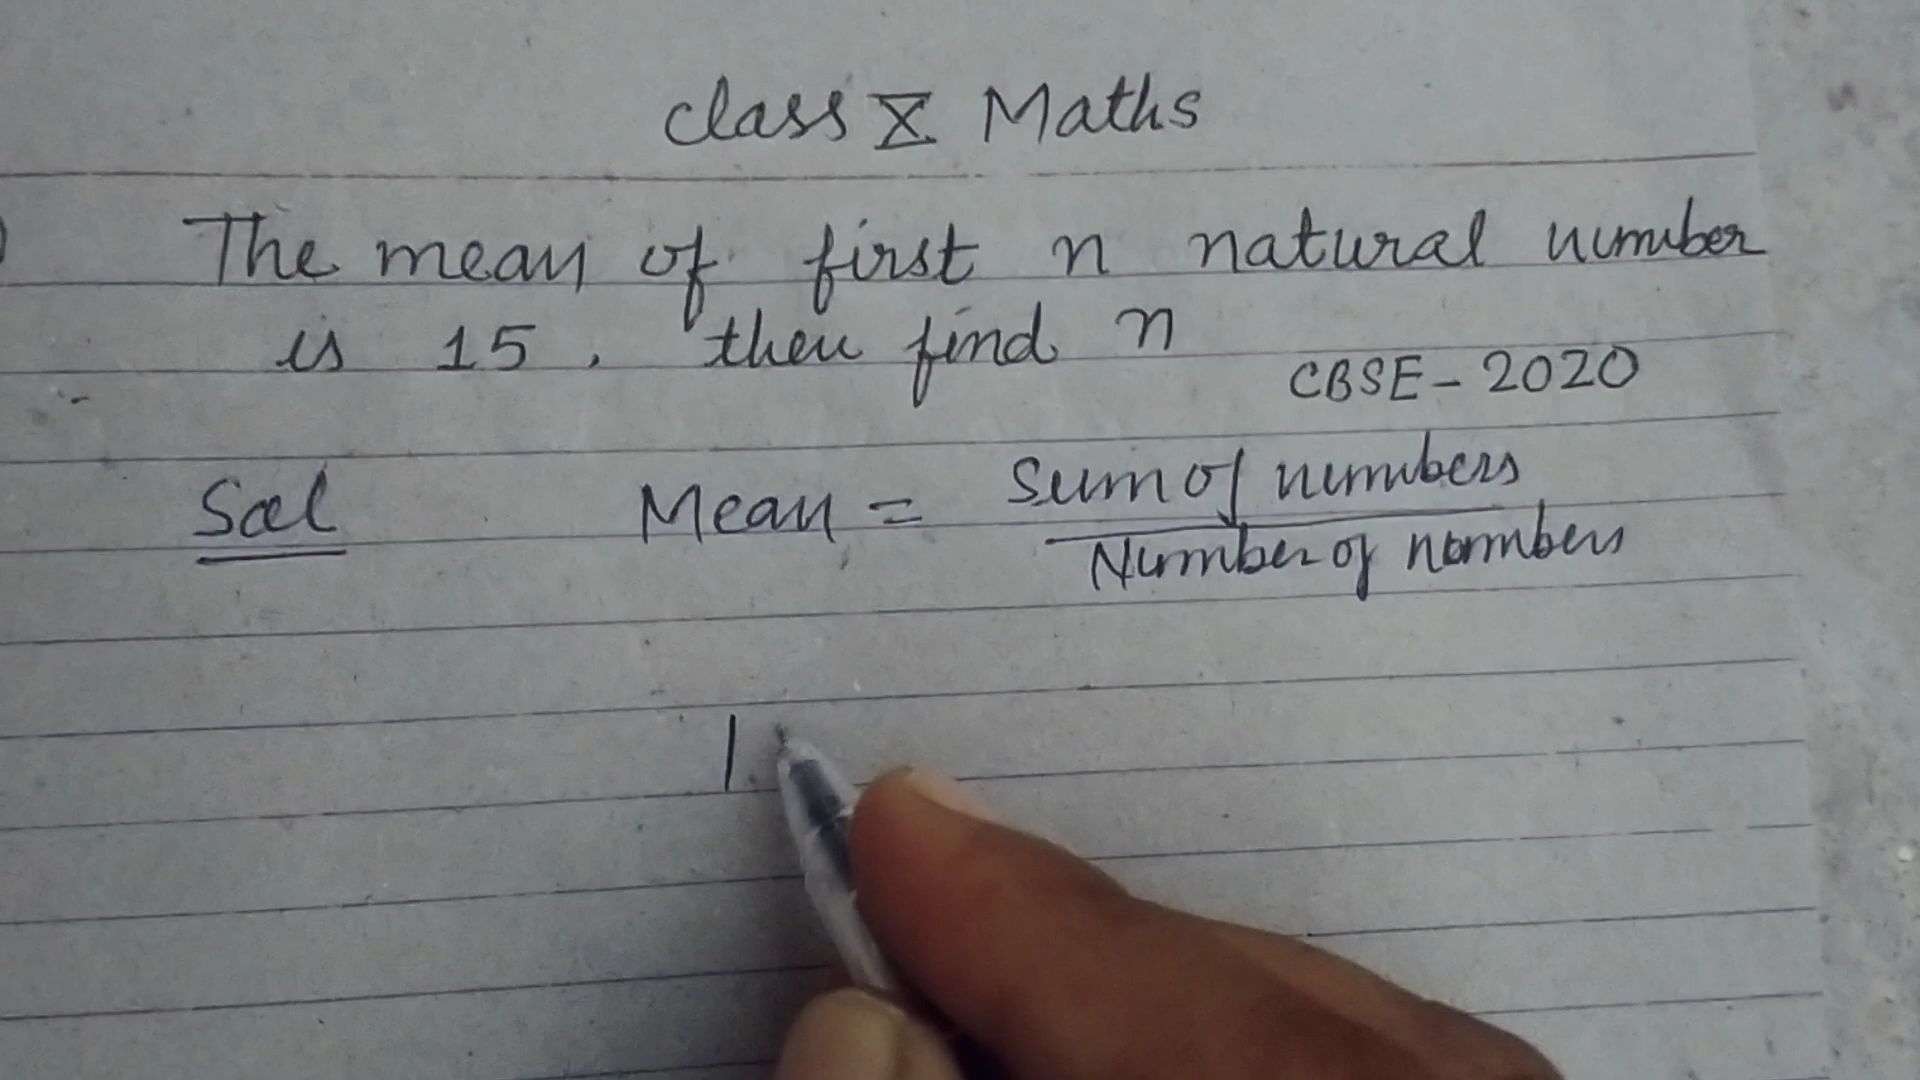 class X Maths
The mean of first n natural number
is 15, then find n
CBSE - 2020
Sol Mean = Sum of numbers
Number of nombers
1